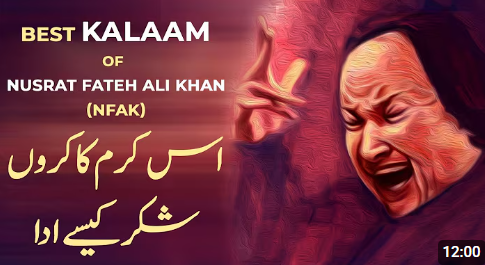 BEST KALAAM
OF
NUSRAT FATEH ALI KHAN
(NFAK)
اس کرم کا کروں
شکر کیسے ادا
12:00